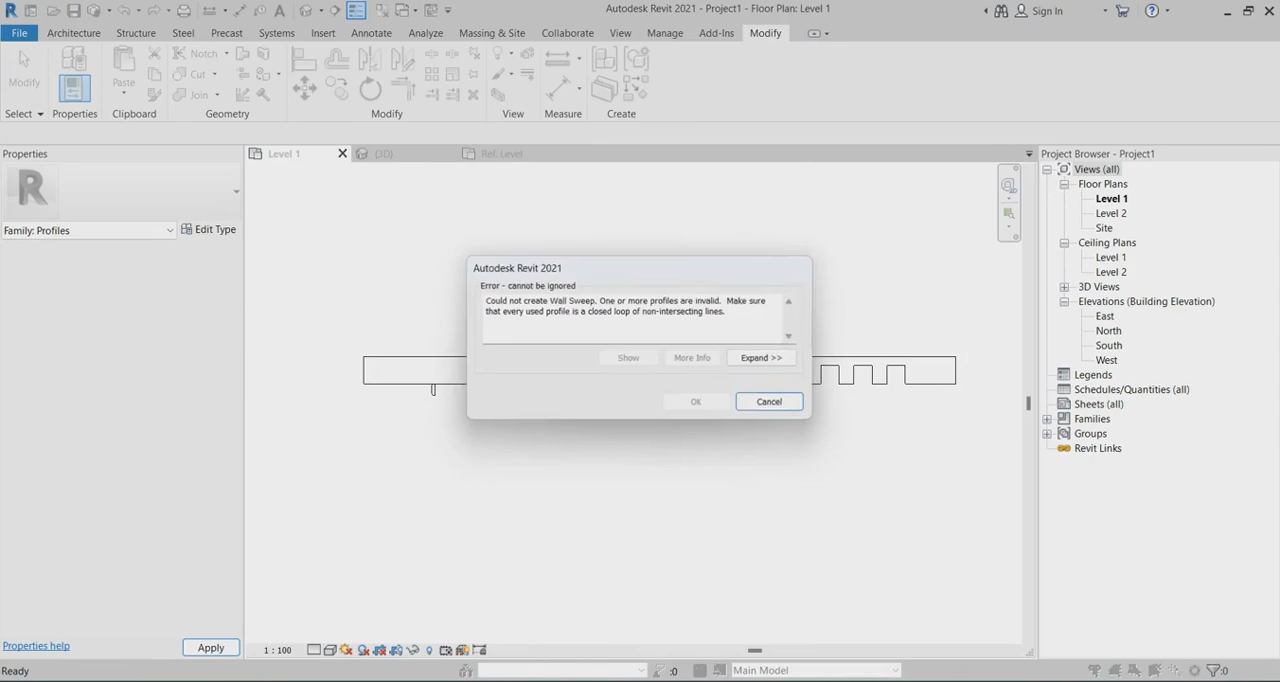 Autodesk Revit 2021 - Project1 - Floor Plan: Level 1
Sign In
File
Architecture
Structure
Steel
Precast
Systems
Insert
Annotate
Analyze
Massing & Site
Collaborate
View
Manage
Add-Ins
Modify
Modify
Paste
Notch
Cut
Join
Select
Properties
Clipboard
Geometry
Modify
View
Measure
Create
Properties
Level 1
(3D)
Ref. Level
Project Browser - Project1
R
Family: Profiles
Edit Type
Views (all)
Floor Plans
Level 1
Level 2
Site
Ceiling Plans
Level 1
Level 2
3D Views
Elevations (Building Elevation)
East
North
South
West
Legends
Schedules/Quantities (all)
Sheets (all)
Families
Groups
Revit Links
Autodesk Revit 2021
Error - cannot be ignored
Could not create Wall Sweep. One or more profiles are invalid. Make sure
that every used profile is a closed loop of non-intersecting lines.
Show
More Info
Expand >>
OK
Cancel
Properties help
Apply
1 : 100
Ready
:0
Main Model
:0